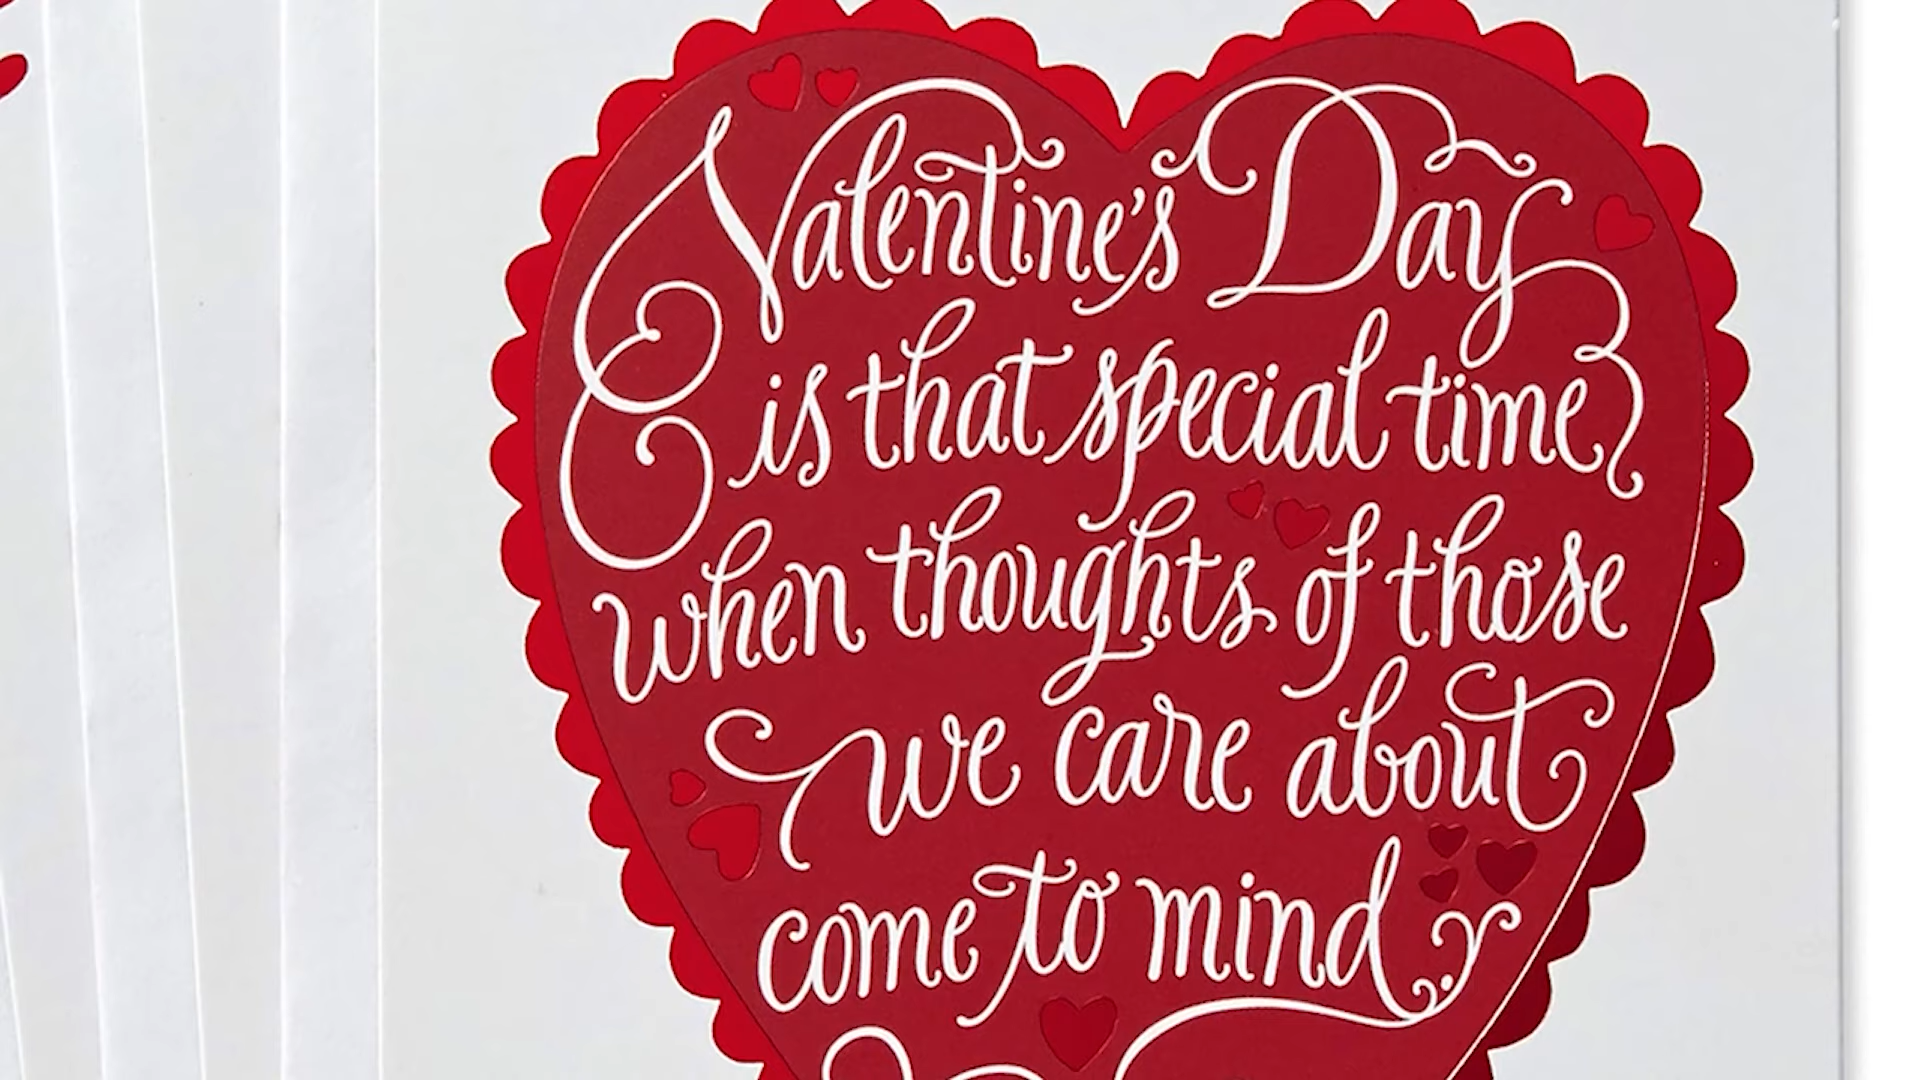 Valentine's Day
is that special time
when thoughts of those
we care about
come to mind.